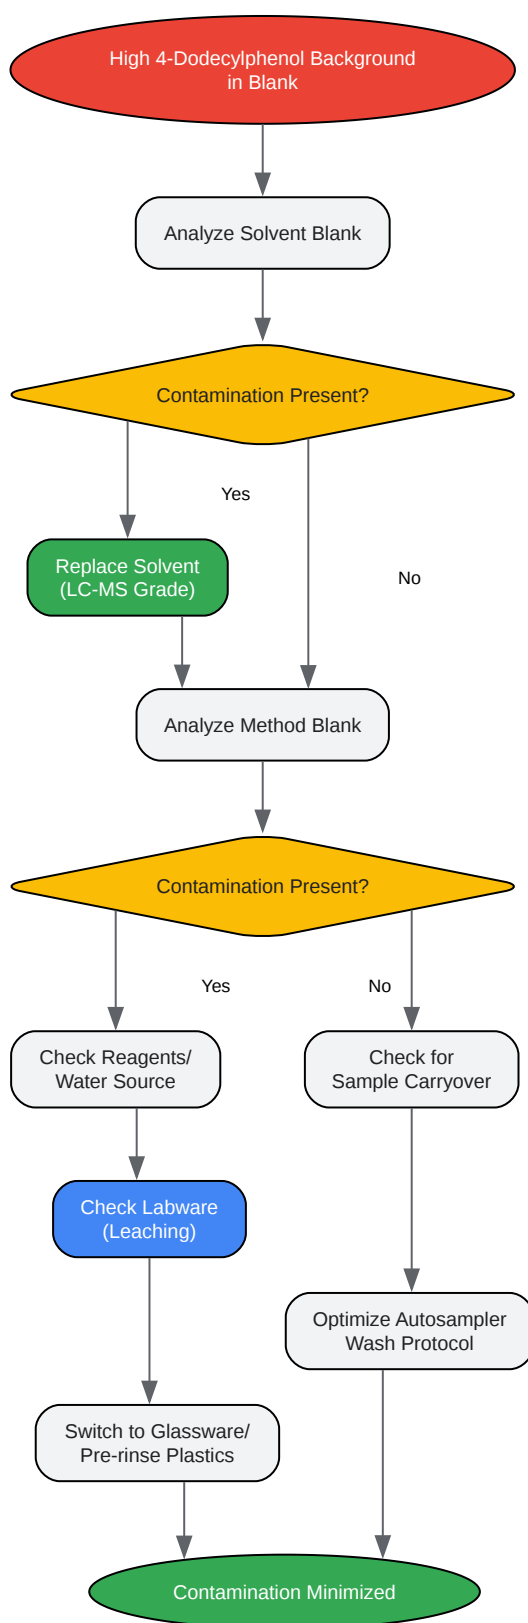 High 4-Dodecylphenol Background
in Blank
Analyze Solvent Blank
Contamination Present?
Yes
No
Replace Solvent
(LC-MS Grade)
Analyze Method Blank
Contamination Present?
Yes
No
Check Reagents/
Water Source
Check for
Sample Carryover
Check Labware
(Leaching)
Optimize Autosampler
Wash Protocol
Switch to Glassware/
Pre-rinse Plastics
Contamination Minimized